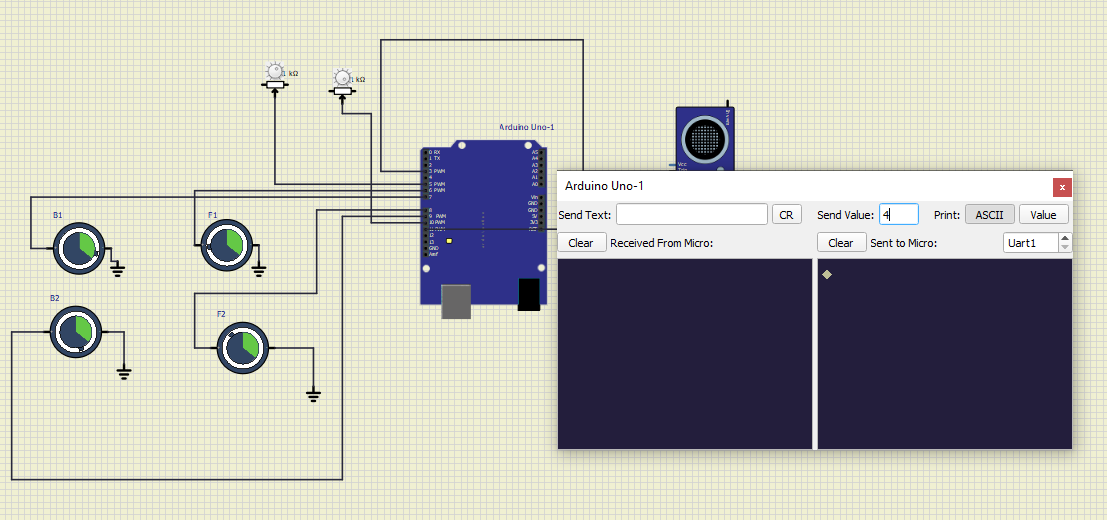 1 kΩ
1 kΩ
Arduino Uno-1
0 RX
1 TX
2
3 PWM
4
5 PWM
6 PWM
7
8
9 PWM
10 PWM
12
13
GND
Aref
A5
A4
A3
A2
A1
A0
Vin
GND
GND
5V
3V3
Vcc
B1
F1
B2
F2
Arduino Uno-1
x
Send Text:
CR
Send Value:
4
Print:
ASCII
Value
Clear
Received From Micro:
Clear
Sent to Micro:
Uart1